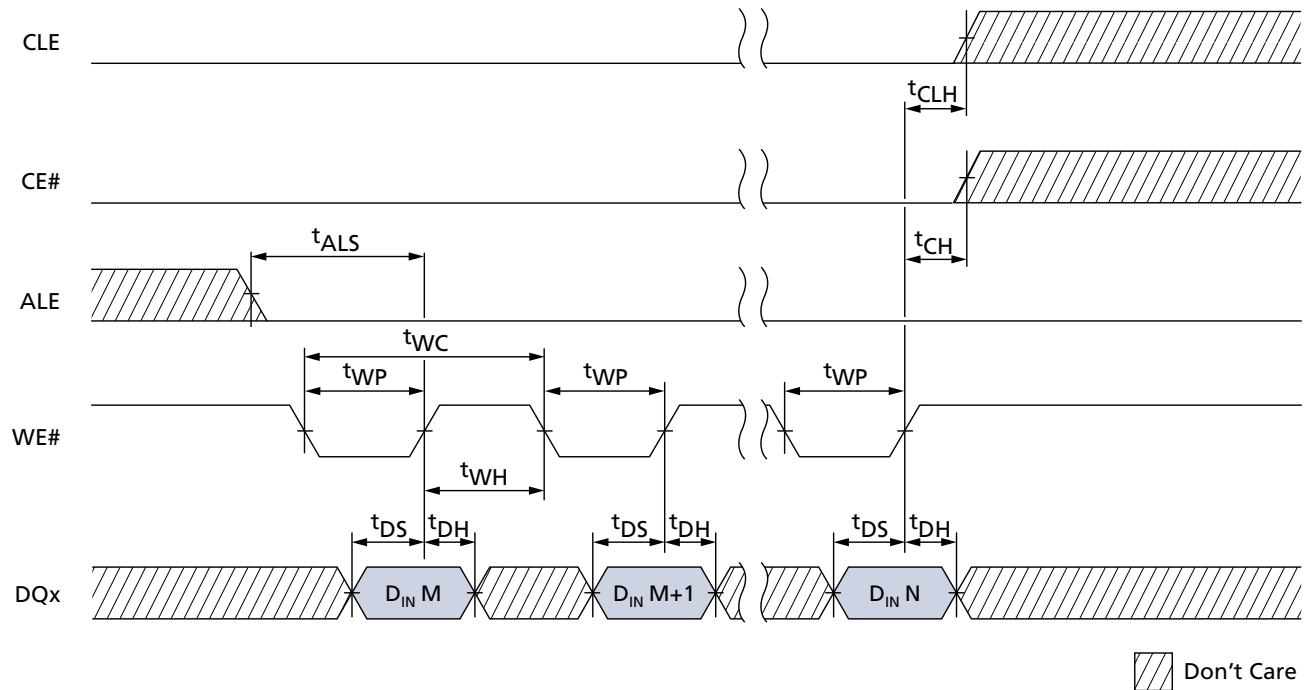 CLE
tCLH
CE#
tCH
tALS
ALE
tWC
tWP tWP tWP
WE#
tWH
tDS tDH tDS tDH tDS tDH
DQx DIN M DIN M+1 DIN N
Don't Care